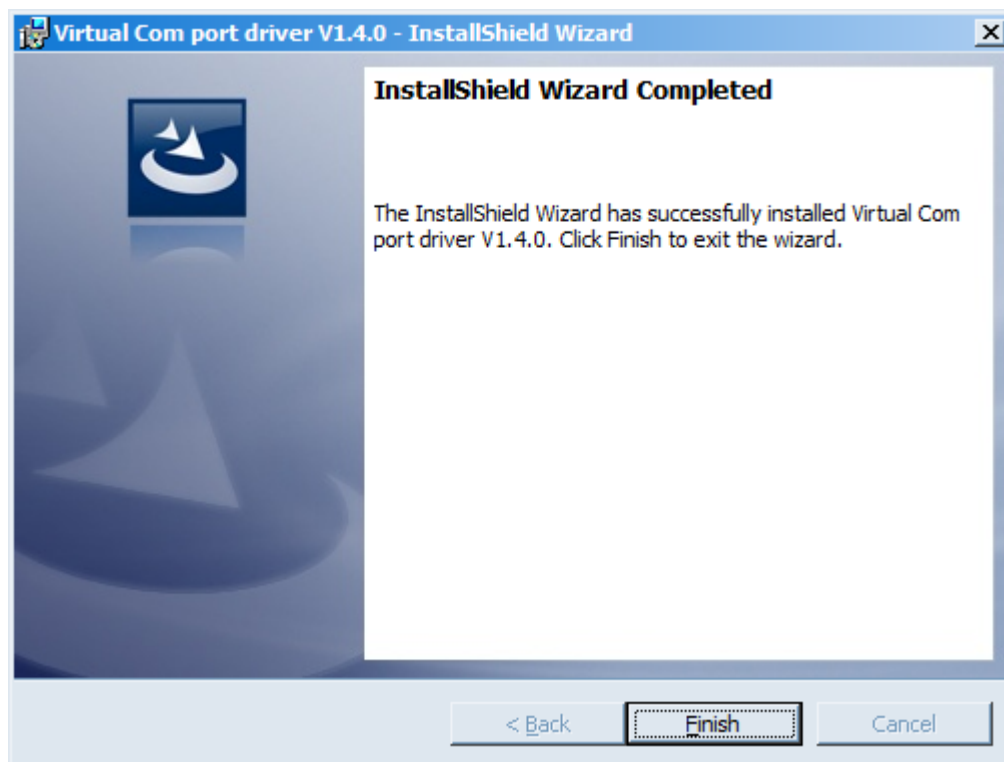 Virtual Com port driver V1.4.0 - InstallShield Wizard
InstallShield Wizard Completed
The InstallShield Wizard has successfully installed Virtual Com
port driver V1.4.0. Click Finish to exit the wizard.
< Back
Finish
Cancel